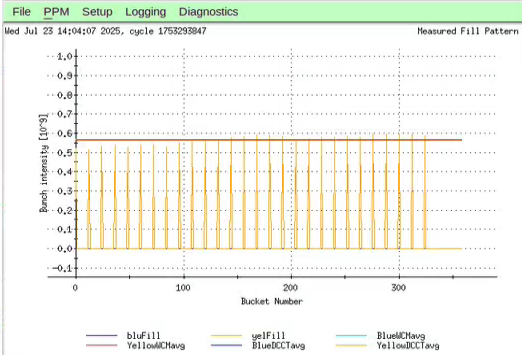 File PPM Setup Logging Diagnostics
Wed Jul 23 14:04:07 2025, cycle 1753293847 Measured Fill Pattern
1.0
0.9
0.8
0.7
0.6
0.5
0.4
0.3
0.2
0.1
0.0
-0.1
Bunch intensity [10^9]
0 100 200 300
Bucket Number
bluFill yelFill BlueWCMavg
YellowWCMavg BlueDCCTavg YellowDCCTavg